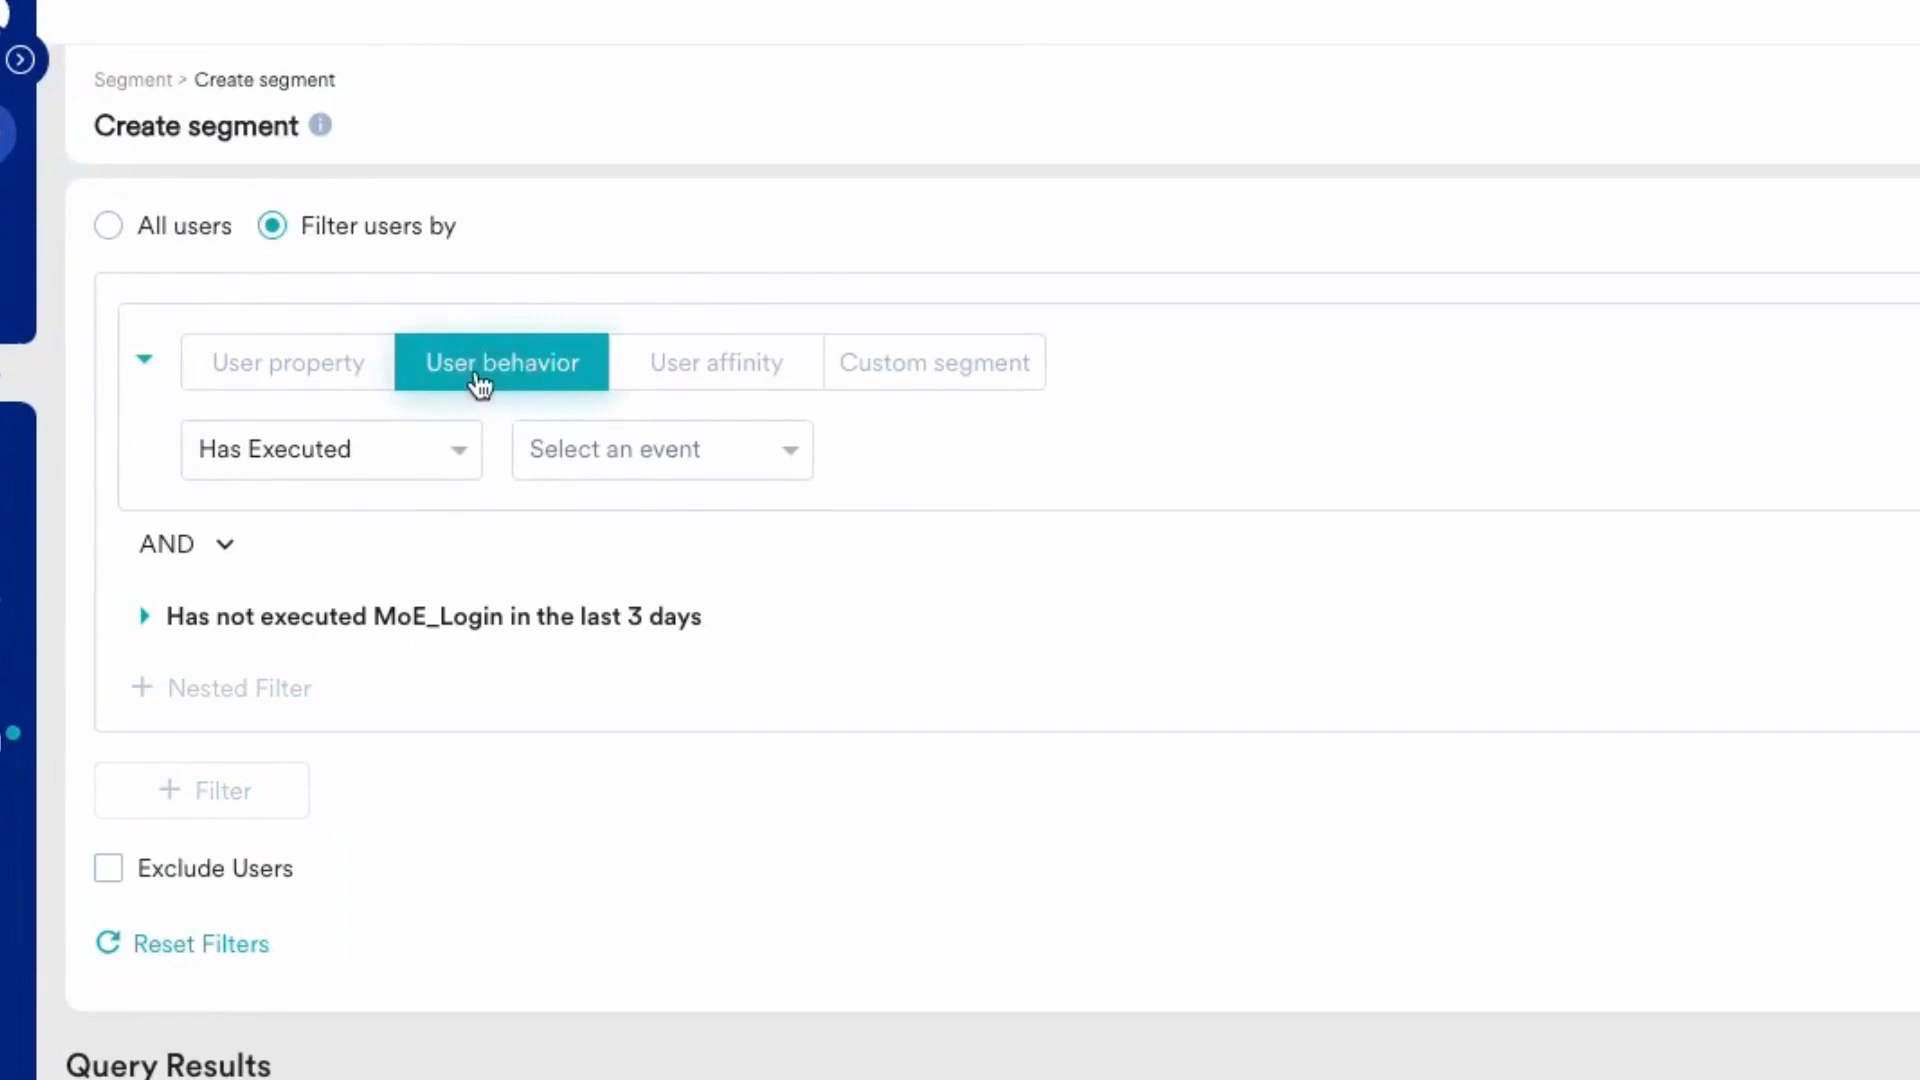 Segment > Create segment
Create segment
All users
Filter users by
User property
User behavior
User affinity
Custom segment
Has Executed
Select an event
AND
Has not executed MoE_Login in the last 3 days
+ Nested Filter
+ Filter
Exclude Users
Reset Filters
Query Results